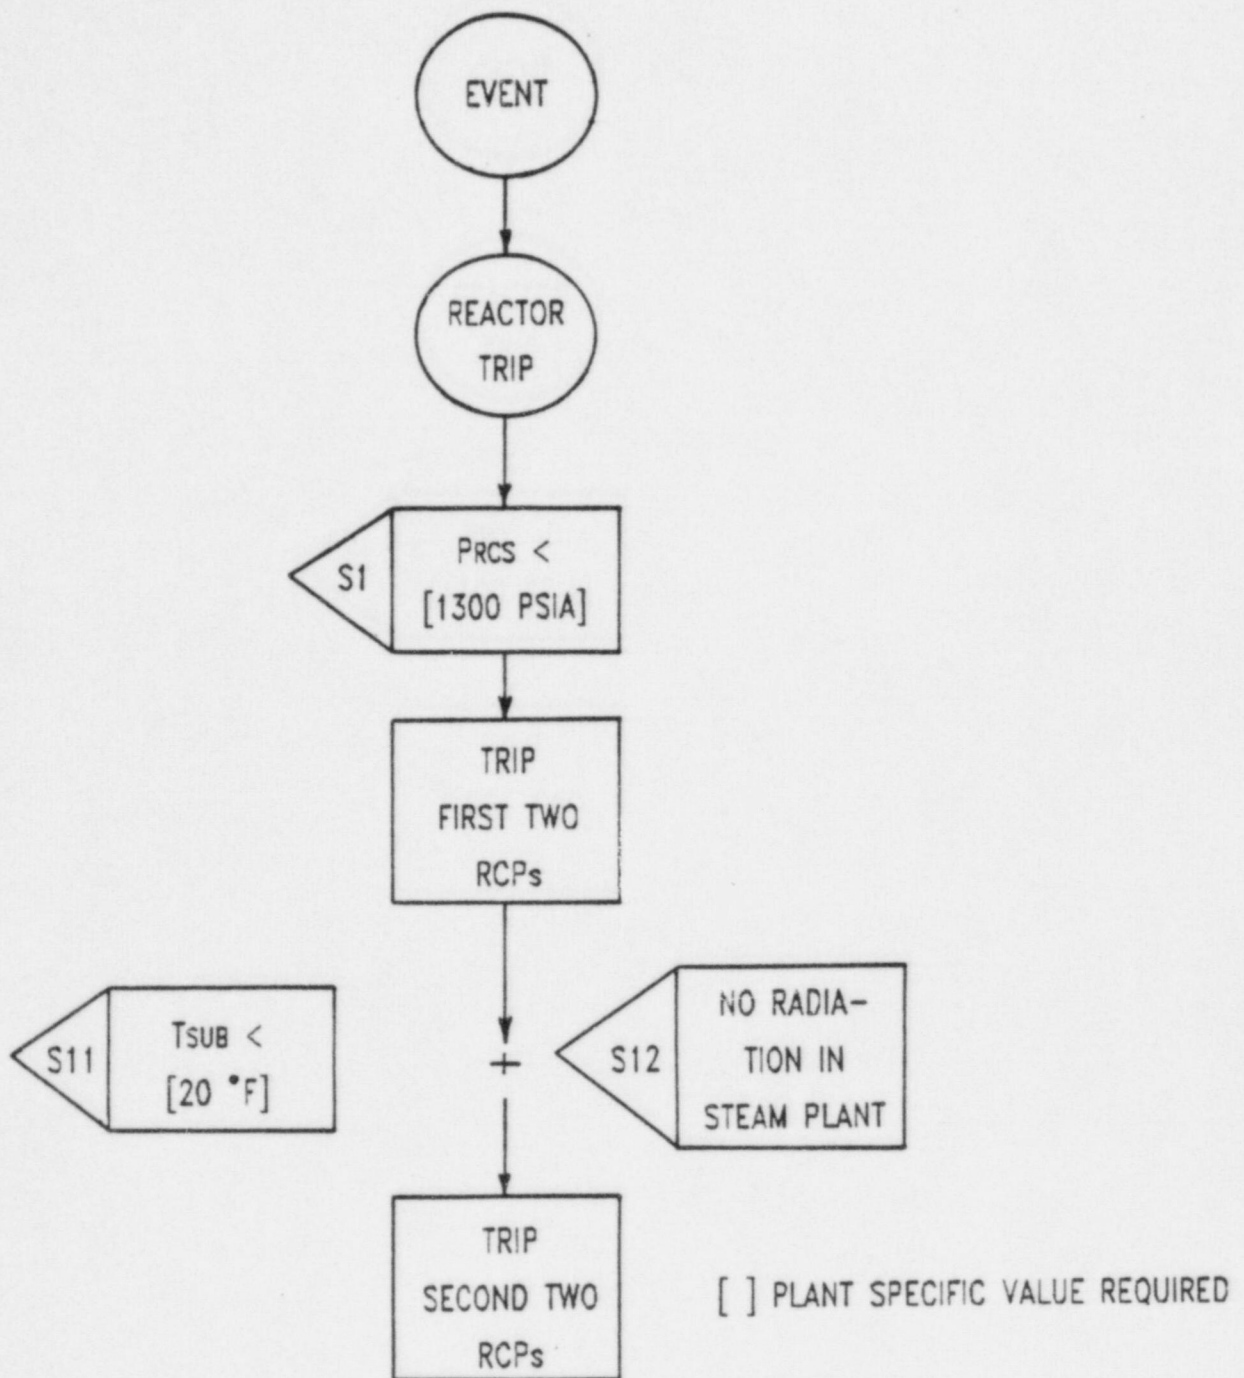 EVENT
REACTOR
TRIP
S1
PRCS <
[1300 PSIA]
TRIP
FIRST TWO
RCPs
S11
TSUB <
[20 °F]
+
S12
NO RADIA-
TION IN
STEAM PLANT
TRIP
SECOND TWO
RCPs
[ ] PLANT SPECIFIC VALUE REQUIRED